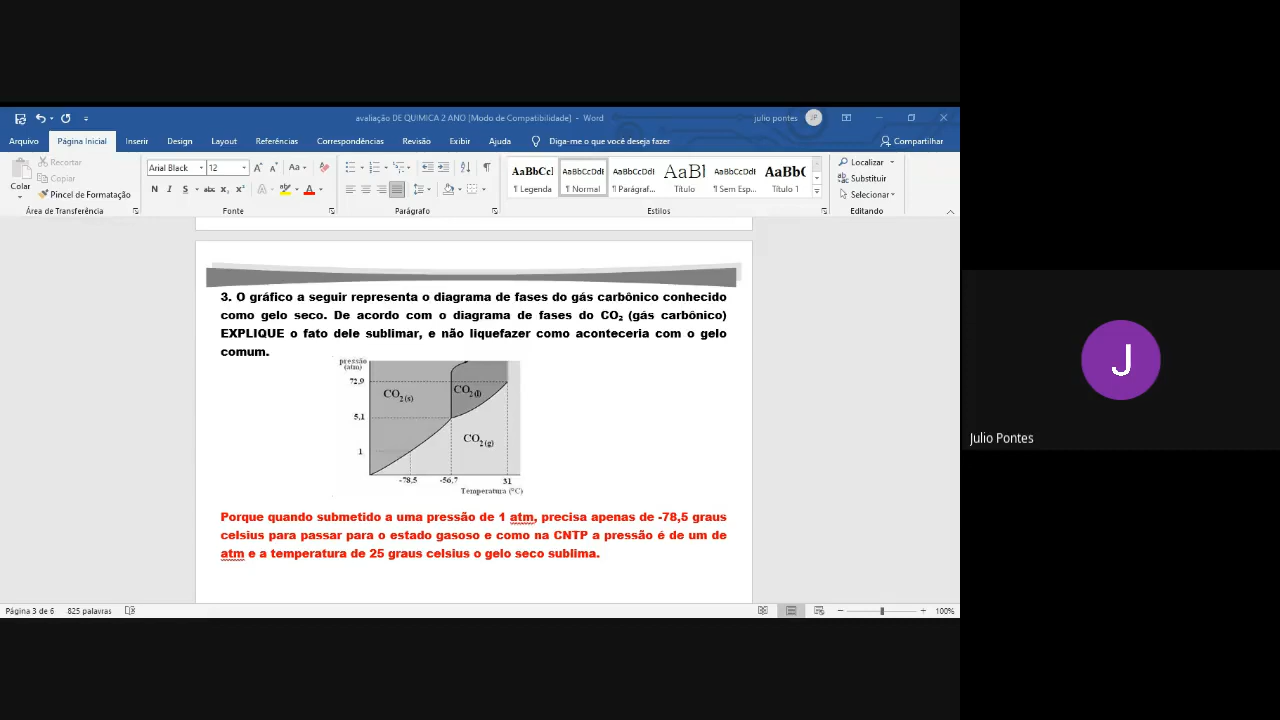 avaliação DE QUIMICA 2 ANO [Modo de Compatibilidade] - Word
julio pontes
JP
Arquivo Página Inicial Inserir Design Layout Referências Correspondências Revisão Exibir Ajuda Diga-me o que você deseja fazer Compartilhar
Colar
Recortar
Copiar
Pincel de Formatação
Área de Transferência
Arial Black 12
Aa
N I S abc x₂ x²
Fonte
Parágrafo
AaBbCcI AaBbCcDdI AaBbCcDdI AaBl AaBbCcDdI AaBbC
¶ Legenda ¶ Normal ¶ Parágraf... Título ¶ Sem Esp... Título 1
Estilos
Localizar
Substituir
Selecionar
Editando
3. O gráfico a seguir representa o diagrama de fases do gás carbônico conhecido
como gelo seco. De acordo com o diagrama de fases do CO₂ (gás carbônico)
EXPLIQUE o fato dele sublimar, e não liquefazer como aconteceria com o gelo
comum.
pressão
(atm)
72,9
CO₂(s)
CO₂(l)
5,1
CO₂(g)
1
-78,5 -56,7 31
Temperatura (°C)
Porque quando submetido a uma pressão de 1 atm, precisa apenas de -78,5 graus
celsius para passar para o estado gasoso e como na CNTP a pressão é de um de
atm e a temperatura de 25 graus celsius o gelo seco sublima.
Página 3 de 6 825 palavras
100%
J
Julio Pontes